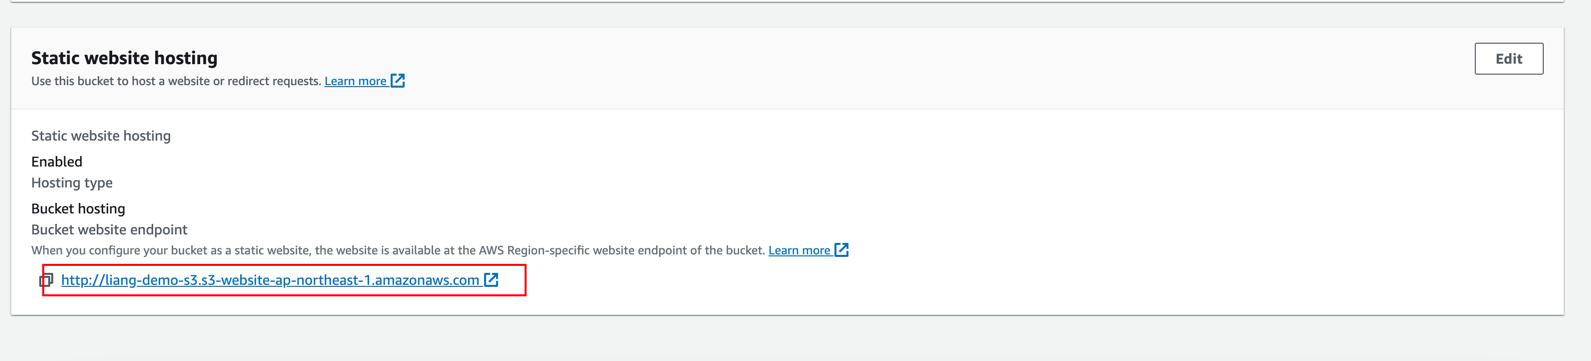 Static website hosting
Edit
Use this bucket to host a website or redirect requests. Learn more
Static website hosting
Enabled
Hosting type
Bucket hosting
Bucket website endpoint
When you configure your bucket as a static website, the website is available at the AWS Region-specific website endpoint of the bucket. Learn more
http://liang-demo-s3.s3-website-ap-northeast-1.amazonaws.com